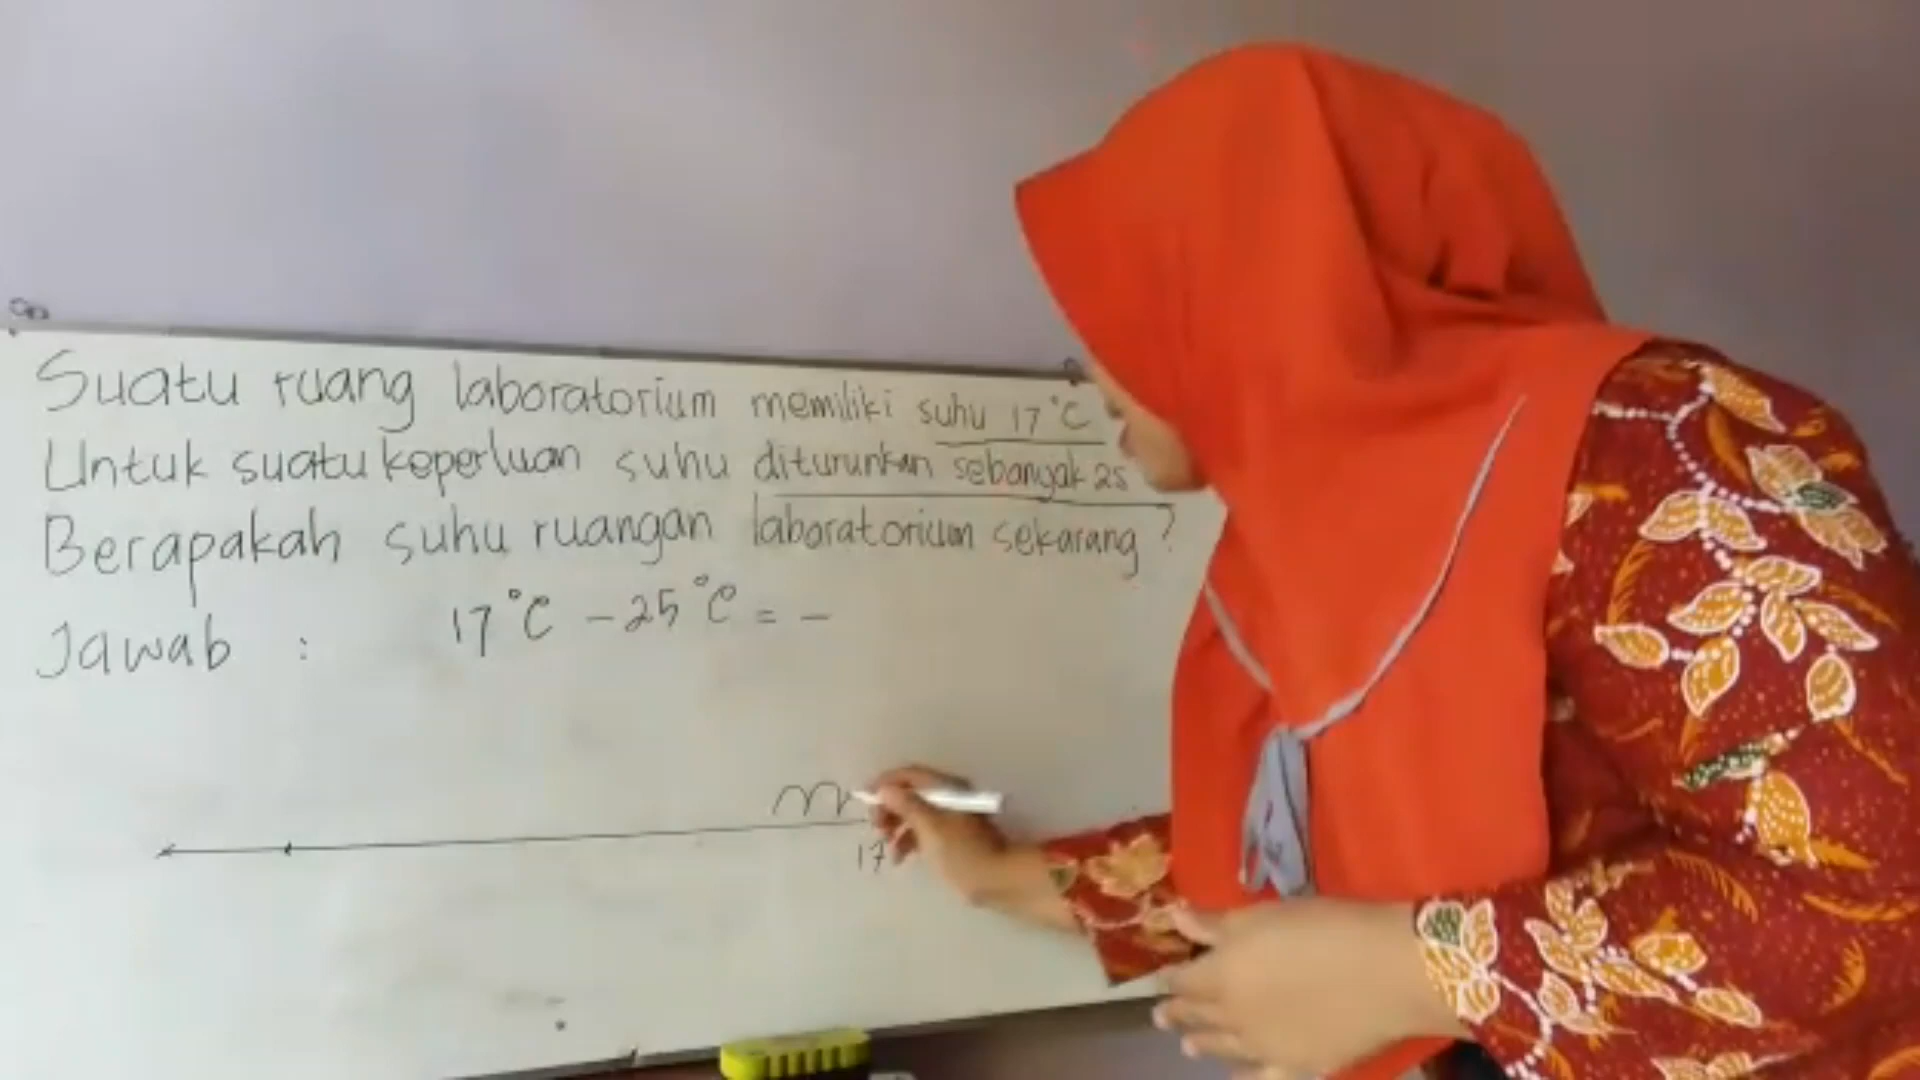 Suatu ruang laboratorium memiliki suhu 17°C
Untuk suatu keperluan suhu diturunkan sebanyak 25
Berapakah suhu ruangan laboratorium sekarang?
Jawab : 17°C - 25°C = -
17